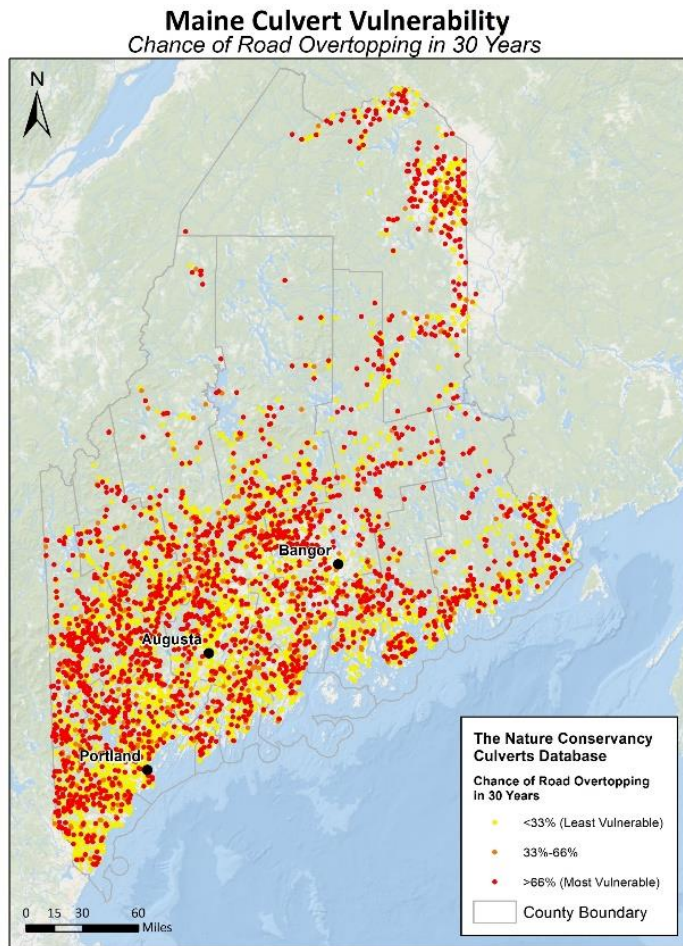 Maine Culvert Vulnerability
Chance of Road Overtopping in 30 Years
N
Bangor
Augusta
Portland
The Nature Conservancy
Culverts Database
Chance of Road Overtopping
in 30 Years
<33% (Least Vulnerable)
33%-66%
>66% (Most Vulnerable)
County Boundary
0 15 30 60
Miles